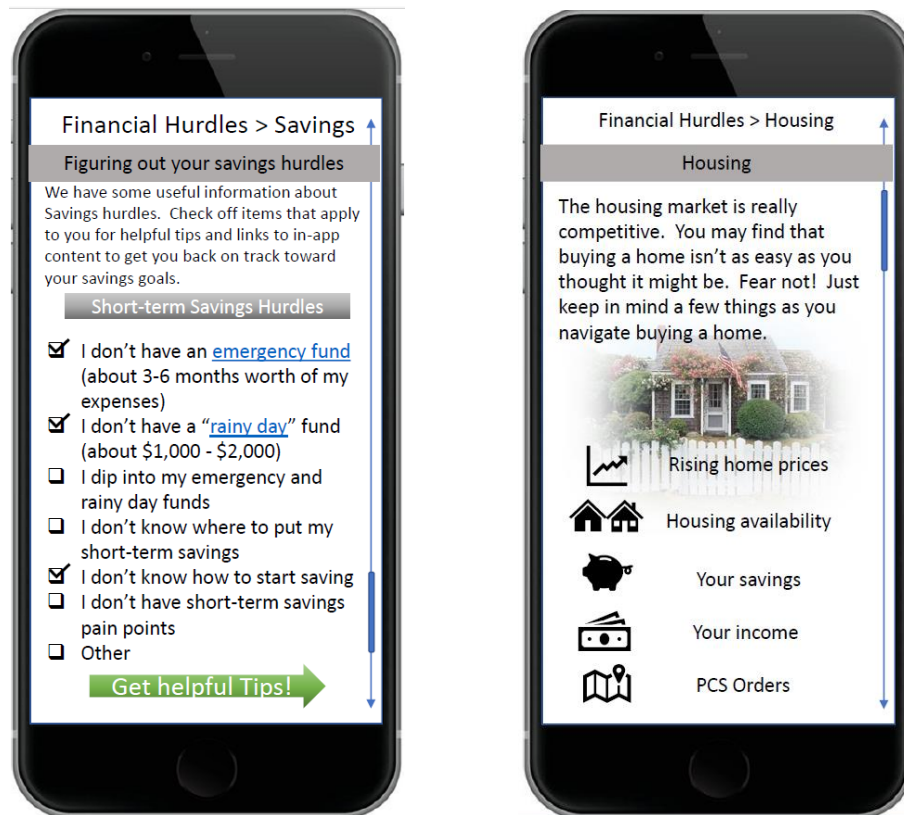 Financial Hurdles > Savings
Figuring out your savings hurdles
We have some useful information about
Savings hurdles.  Check off items that apply
to you for helpful tips and links to in-app
content to get you back on track toward
your savings goals.
Short-term Savings Hurdles
I don't have an emergency fund
(about 3-6 months worth of my
expenses)
I don't have a “rainy day” fund
(about $1,000 - $2,000)
I dip into my emergency and
rainy day funds
I don't know where to put my
short-term savings
I don't know how to start saving
I don't have short-term savings
pain points
Other
Get helpful Tips!
Financial Hurdles > Housing
Housing
The housing market is really
competitive.  You may find that
buying a home isn't as easy as you
thought it might be.  Fear not!  Just
keep in mind a few things as you
navigate buying a home.
Rising home prices
Housing availability
Your savings
Your income
PCS Orders